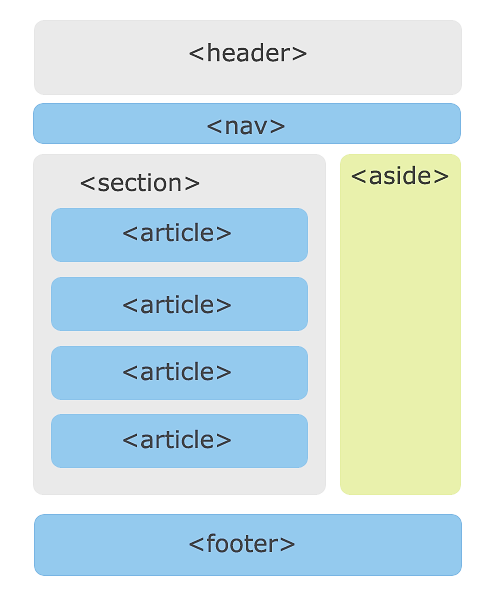 <header>
<nav>
<section>
<aside>
<article>
<article>
<article>
<article>
<footer>